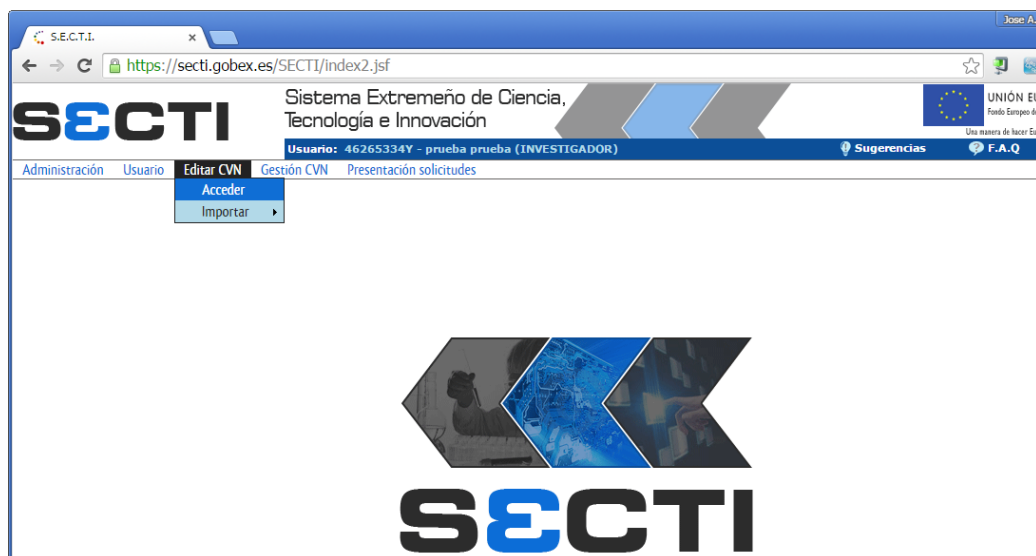 Jose A.
S.E.C.T.I.
https://secti.gobex.es/SECTI/index2.jsf
SECTI
Sistema Extremeño de Ciencia,
Tecnología e Innovación
UNIÓN EU
Fondo Europeo d
Una manera de hacer Eu
Usuario: 46265334Y - prueba prueba (INVESTIGADOR)
Sugerencias
F.A.Q
Administración Usuario Editar CVN Gestión CVN Presentación solicitudes
Acceder
Importar
SECTI